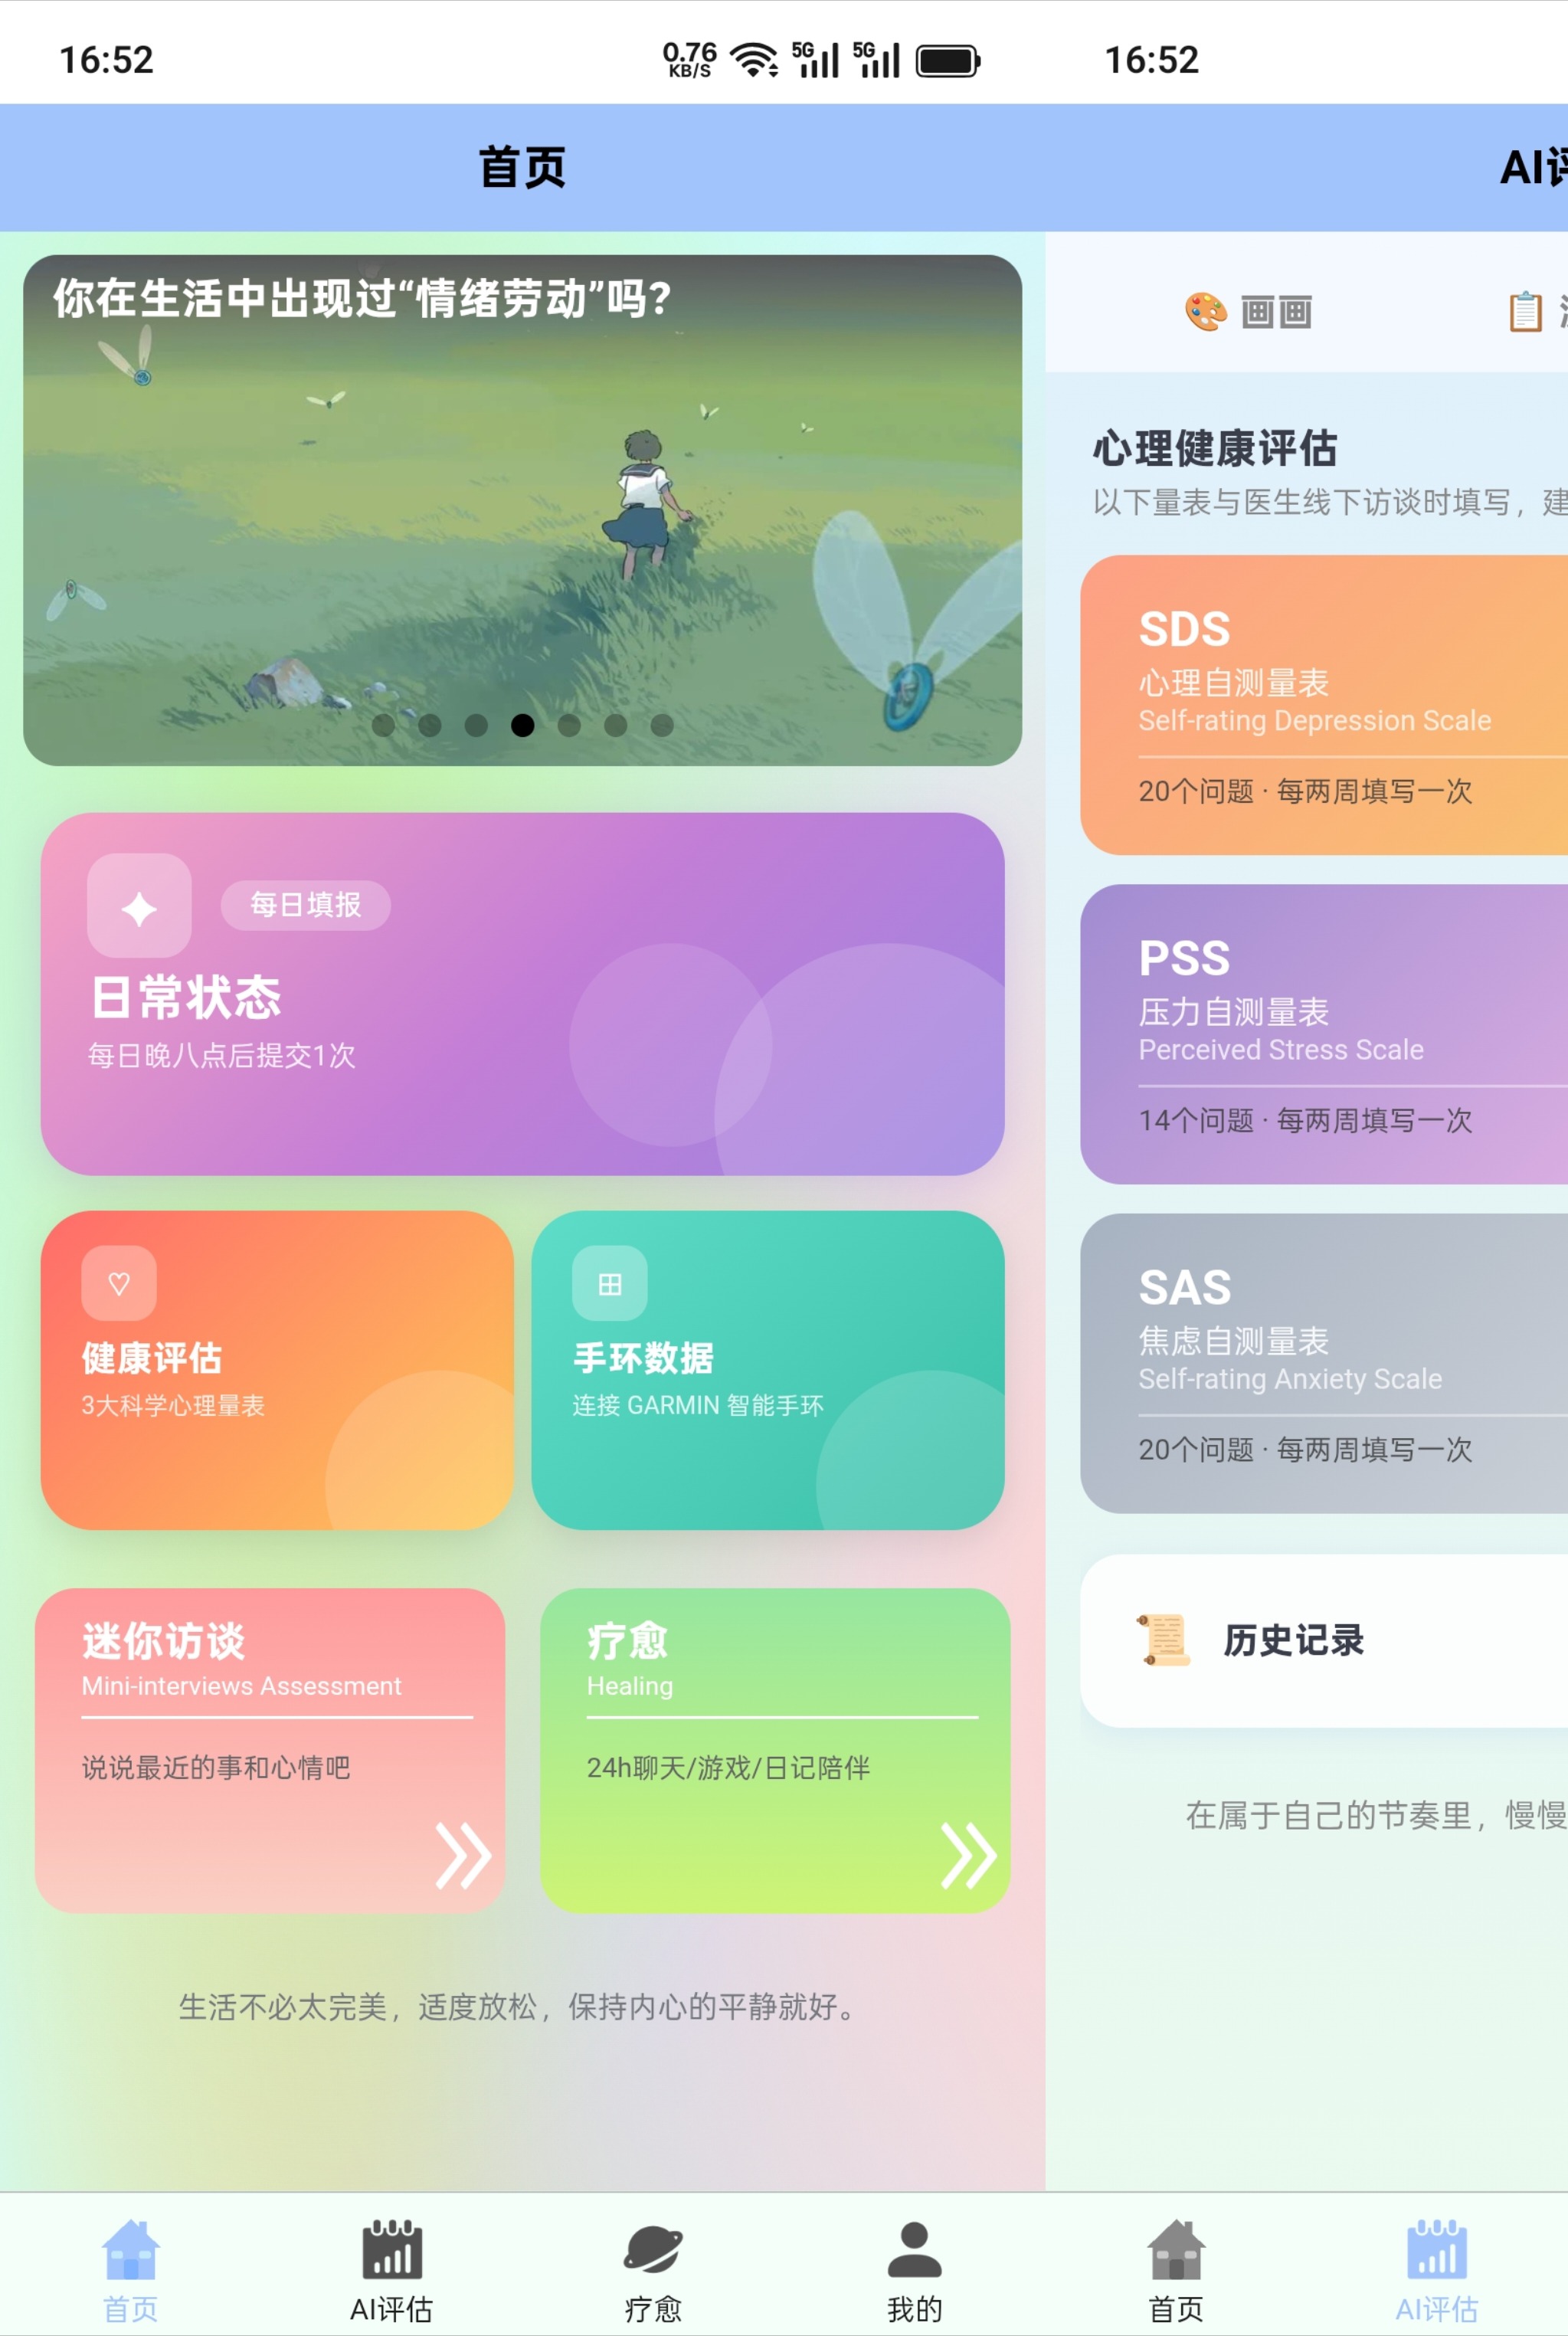 16:52
0.76
KB/S
5G
5G
首页
你在生活中出现过“情绪劳动”吗?
每日填报
日常状态
每日晚八点后提交1次
健康评估
3大科学心理量表
手环数据
连接 GARMIN 智能手环
迷你访谈
Mini-interviews Assessment
说说最近的事和心情吧
疗愈
Healing
24h聊天/游戏/日记陪伴
生活不必太完美，适度放松，保持内心的平静就好。
首页
AI评估
疗愈
我的
16:52
AI
画画
心理健康评估
以下量表与医生线下访谈时填写，建
SDS
心理自测量表
Self-rating Depression Scale
20个问题 · 每两周填写一次
PSS
压力自测量表
Perceived Stress Scale
14个问题 · 每两周填写一次
SAS
焦虑自测量表
Self-rating Anxiety Scale
20个问题 · 每两周填写一次
历史记录
在属于自己的节奏里，慢慢
首页
AI评估